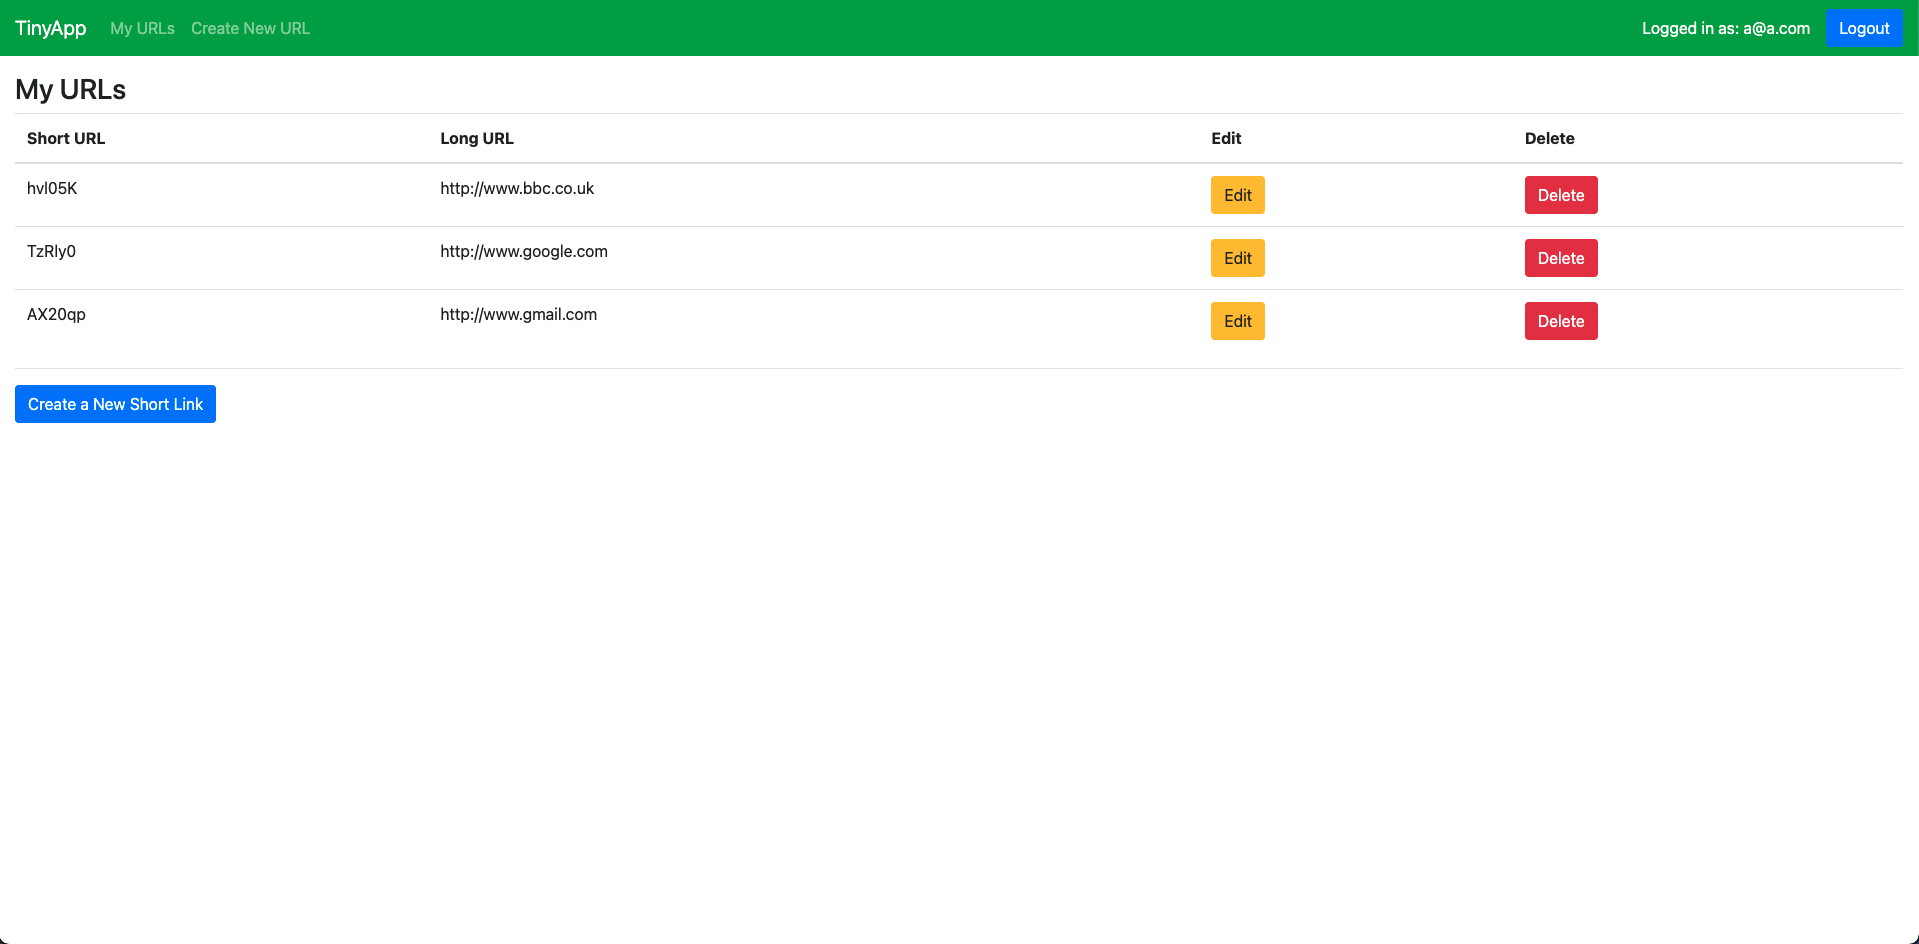 TinyApp My URLs Create New URL Logged in as: a@a.com Logout
My URLs
Short URL Long URL Edit Delete
hvl05K http://www.bbc.co.uk Edit Delete
TzRly0 http://www.google.com Edit Delete
AX20qp http://www.gmail.com Edit Delete
Create a New Short Link